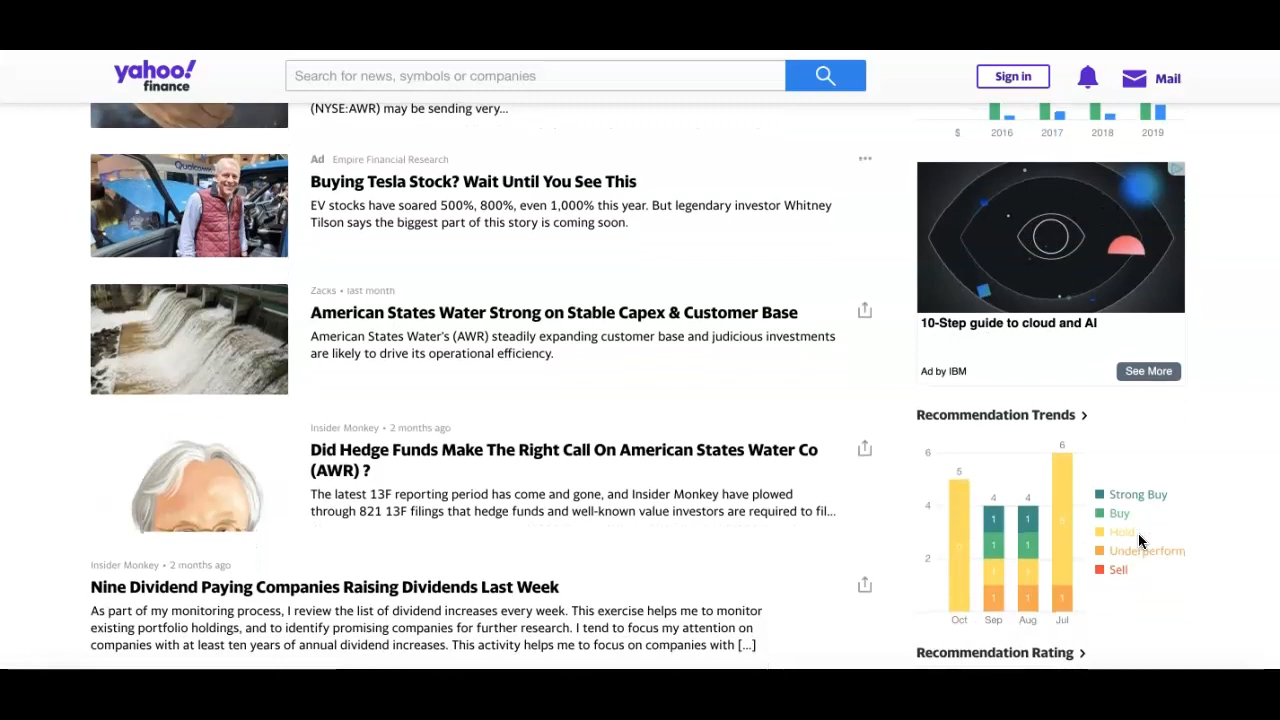 yahoo!
finance
Search for news, symbols or companies
Sign in
Mail
(NYSE:AWR) may be sending very...
Ad Empire Financial Research
Buying Tesla Stock? Wait Until You See This
EV stocks have soared 500%, 800%, even 1,000% this year. But legendary investor Whitney
Tilson says the biggest part of this story is coming soon.
Zacks • last month
American States Water Strong on Stable Capex & Customer Base
American States Water's (AWR) steadily expanding customer base and judicious investments
are likely to drive its operational efficiency.
Insider Monkey • 2 months ago
Did Hedge Funds Make The Right Call On American States Water Co
(AWR) ?
The latest 13F reporting period has come and gone, and Insider Monkey have plowed
through 821 13F filings that hedge funds and well-known value investors are required to fil...
Insider Monkey • 2 months ago
Nine Dividend Paying Companies Raising Dividends Last Week
As part of my monitoring process, I review the list of dividend increases every week. This exercise helps me to monitor
existing portfolio holdings, and to identify promising companies for further research. I tend to focus my attention on
companies with at least ten years of annual dividend increases. This activity helps me to focus on companies with [...]
$ 2016 2017 2018 2019
10-Step guide to cloud and AI
Ad by IBM
See More
Recommendation Trends >
6
6
5
4 4
4
2
1 1
1 1
1 1
1 1 1
Oct Sep Aug Jul
Strong Buy
Buy
Hold
Underperform
Sell
Recommendation Rating >